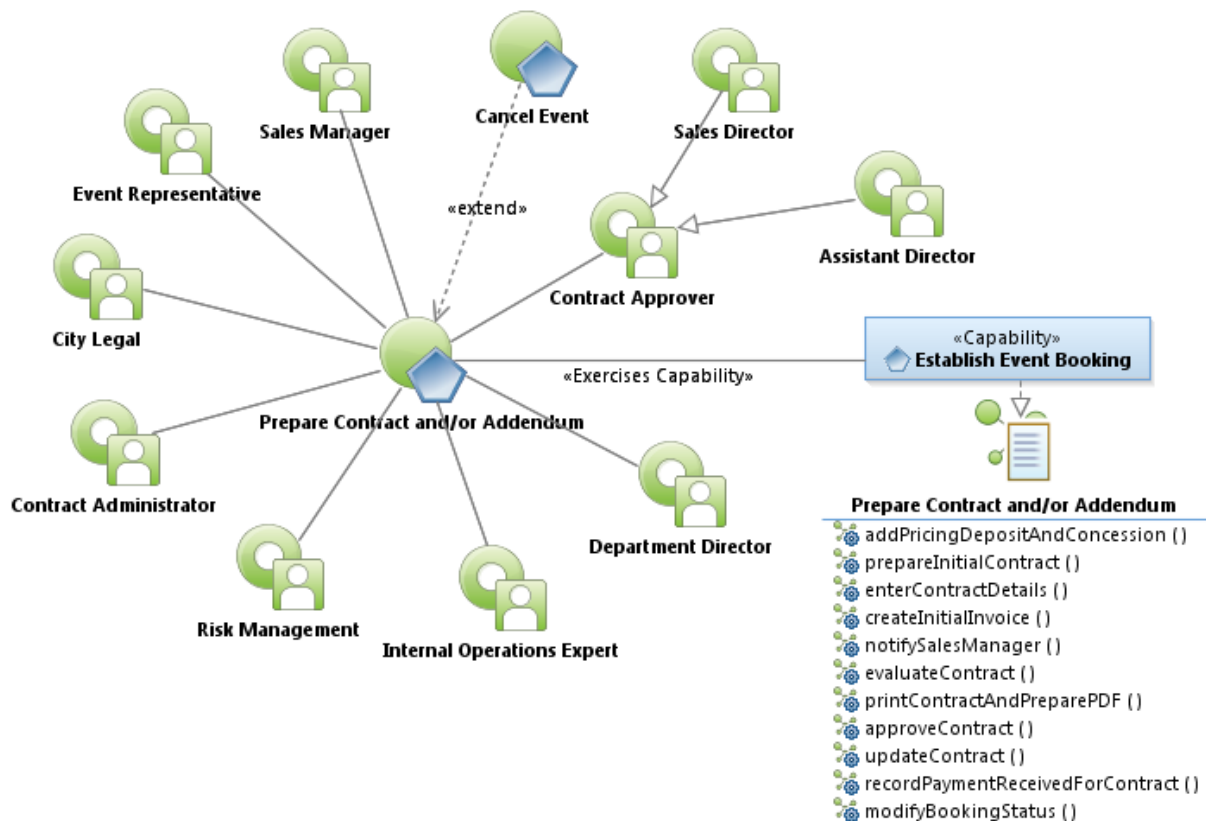 Sales Manager
Cancel Event
Sales Director
Event Representative
«extend»
Assistant Director
Contract Approver
City Legal
«Capability»
Establish Event Booking
«Exercises Capability»
Prepare Contract and/or Addendum
Contract Administrator
Department Director
Risk Management
Internal Operations Expert
Prepare Contract and/or Addendum
addPricingDepositAndConcession ( )
prepareInitialContract ( )
enterContractDetails ( )
createInitialInvoice ( )
notifySalesManager ( )
evaluateContract ( )
printContractAndPreparePDF ( )
approveContract ( )
updateContract ( )
recordPaymentReceivedForContract ( )
modifyBookingStatus ( )